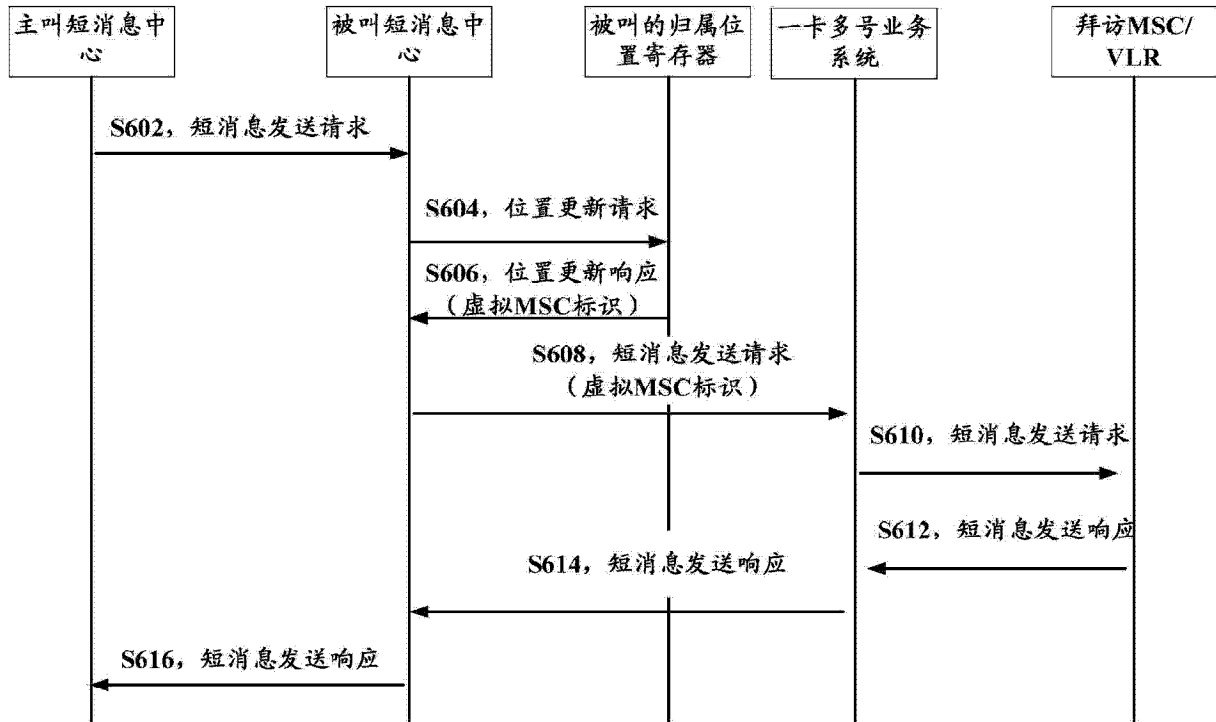 主叫短消息中
心
被叫短消息中
心
被叫的归属位
置寄存器
一卡多号业务
系统
拜访MSC/
VLR
S602，短消息发送请求
S604，位置更新请求
S606，位置更新响应
（虚拟MSC标识）
S608，短消息发送请求
（虚拟MSC标识）
S610，短消息发送请求
S612，短消息发送响应
S614，短消息发送响应
S616，短消息发送响应